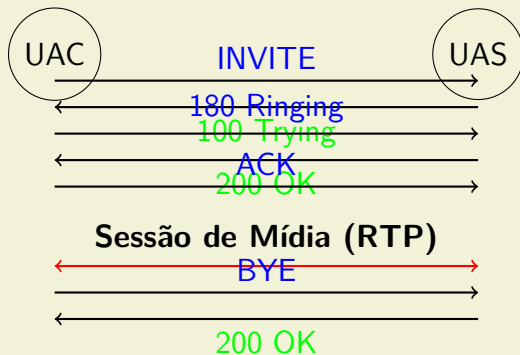 UAC
UAS
INVITE
180 Ringing
100 Trying
ACK
200 OK
Sessão de Mídia (RTP)
BYE
200 OK